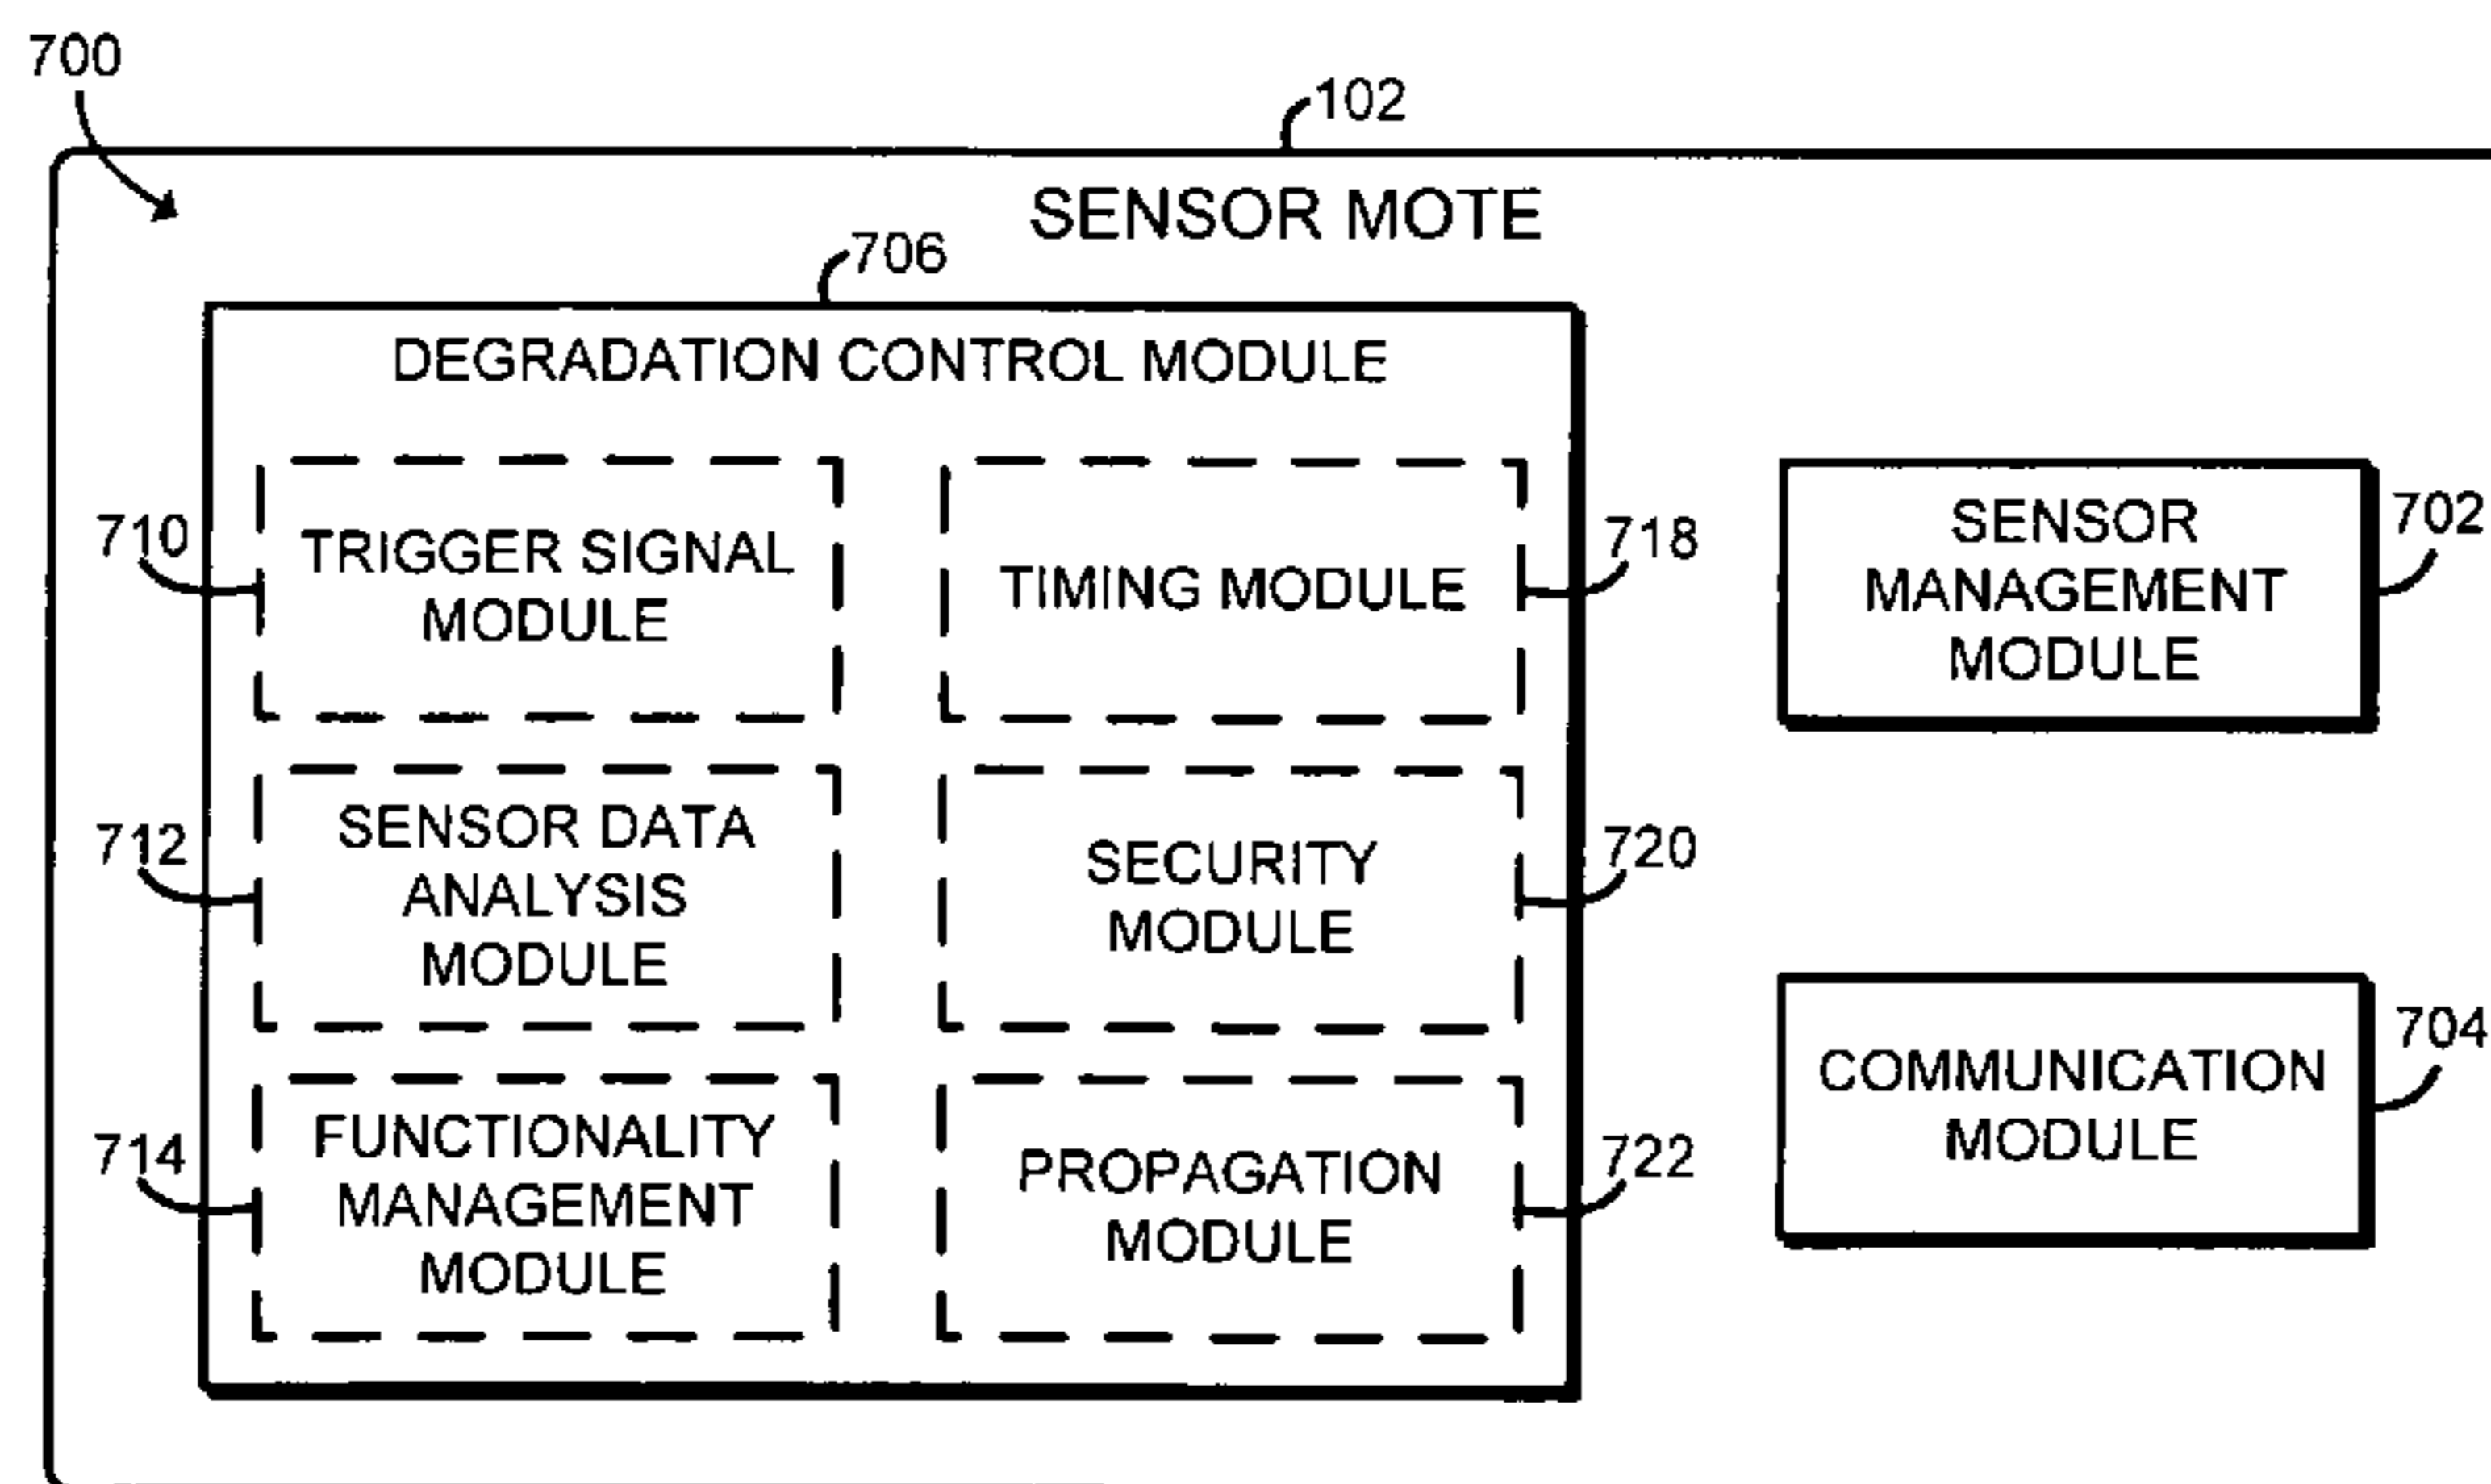 700
102
SENSOR MOTE
706
DEGRADATION CONTROL MODULE
710
TRIGGER SIGNAL
MODULE
TIMING MODULE
718
SENSOR
MANAGEMENT
MODULE
702
712
SENSOR DATA
ANALYSIS
MODULE
SECURITY
MODULE
720
714
FUNCTIONALITY
MANAGEMENT
MODULE
PROPAGATION
MODULE
722
COMMUNICATION
MODULE
704